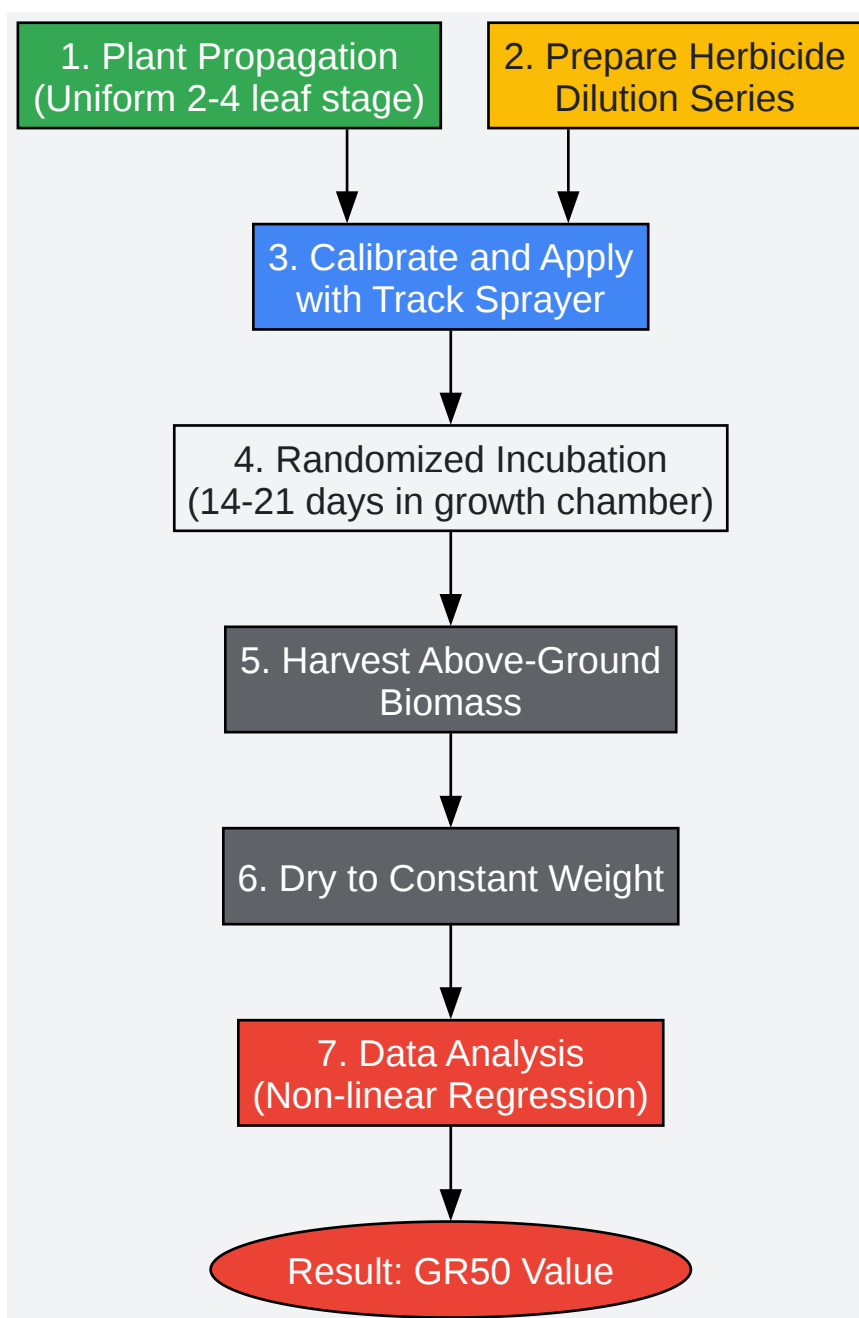 1. Plant Propagation
(Uniform 2-4 leaf stage)
2. Prepare Herbicide
Dilution Series
3. Calibrate and Apply
with Track Sprayer
4. Randomized Incubation
(14-21 days in growth chamber)
5. Harvest Above-Ground
Biomass
6. Dry to Constant Weight
7. Data Analysis
(Non-linear Regression)
Result: GR50 Value